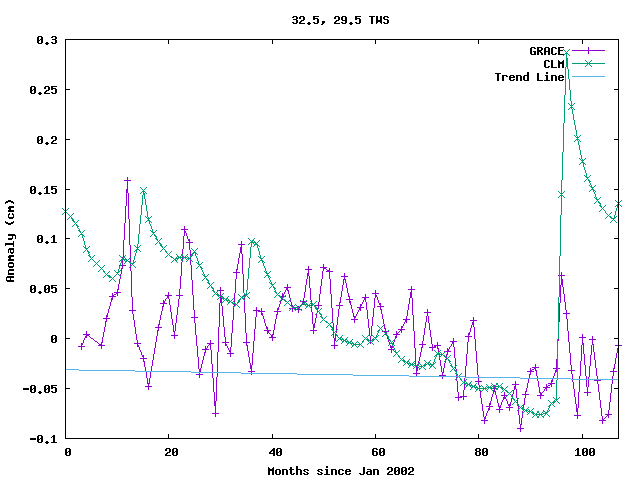 32.5, 29.5 TWS
0.3
0.25
0.2
0.15
0.1
0.05
0
-0.05
-0.1
Anomaly (cm)
GRACE
CLM
Trend Line
0 20 40 60 80 100
Months since Jan 2002